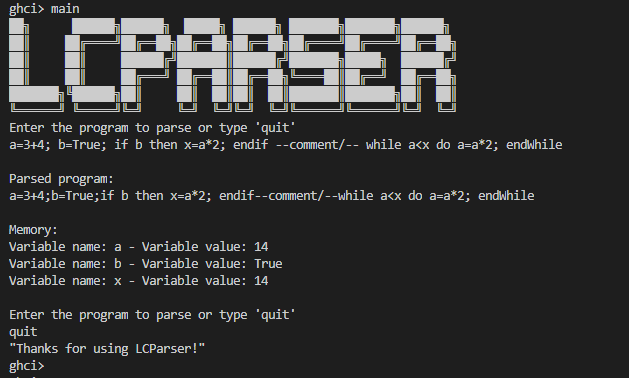 ghci> main
LCPARSER
Enter the program to parse or type 'quit'
a=3+4; b=True; if b then x=a*2; endif --comment/-- while a<x do a=a*2; endWhile
Parsed program:
a=3+4;b=True;if b then x=a*2; endif--comment/--while a<x do a=a*2; endWhile
Memory:
Variable name: a - Variable value: 14
Variable name: b - Variable value: True
Variable name: x - Variable value: 14
Enter the program to parse or type 'quit'
quit
"Thanks for using LCParser!"
ghci>